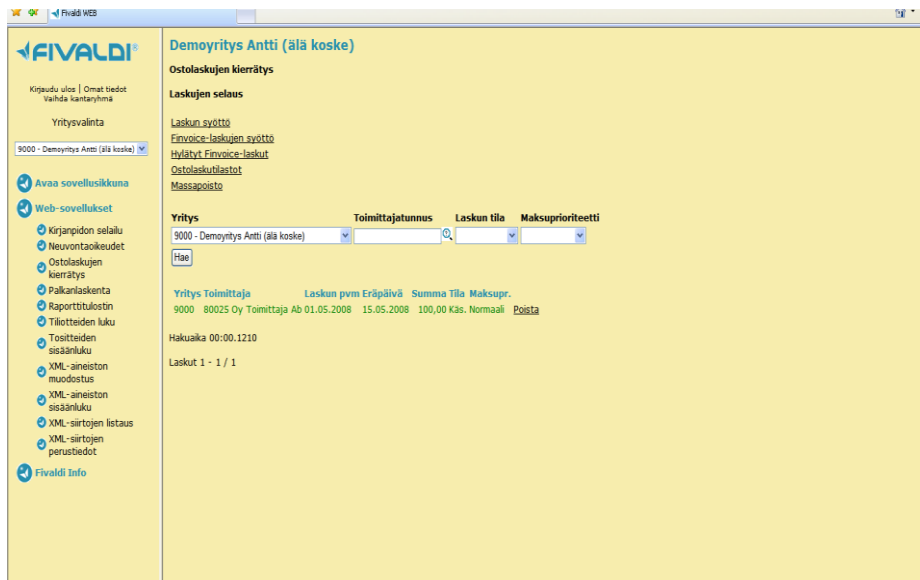 Fivaldi WEB
FIVALDI®
Kirjaudu ulos | Omat tiedot
Vaihda kantaryhmä
Yritysvalinta
9000 - Demoyritys Antti (älä koske)
Avaa sovellusikkuna
Web-sovellukset
Kirjanpidon selailu
Neuvontaoikeudet
Ostolaskujen
kierrätys
Palkanlaskenta
Raporttitulostin
Tiliotteiden luku
Tositteiden
sisäänluku
XML-aineiston
muodostus
XML-aineiston
sisäänluku
XML-siirtojen listaus
XML-siirtojen
perustiedot
Fivaldi Info
Demoyritys Antti (älä koske)
Ostolaskujen kierrätys
Laskujen selaus
Laskun syöttö
Finvoice-laskujen syöttö
Hylätyt Finvoice-laskut
Ostolaskutilastot
Massapoisto
Yritys Toimittajatunnus Laskun tila Maksuprioriteetti
9000 - Demoyritys Antti (älä koske)
Hae
Yritys Toimittaja Laskun pvm Eräpäivä Summa Tila Maksupr.
9000 80025 Oy Toimittaja Ab 01.05.2008 15.05.2008 100,00 Käs. Normaali Poista
Hakuaika 00:00.1210
Laskut 1 - 1 / 1